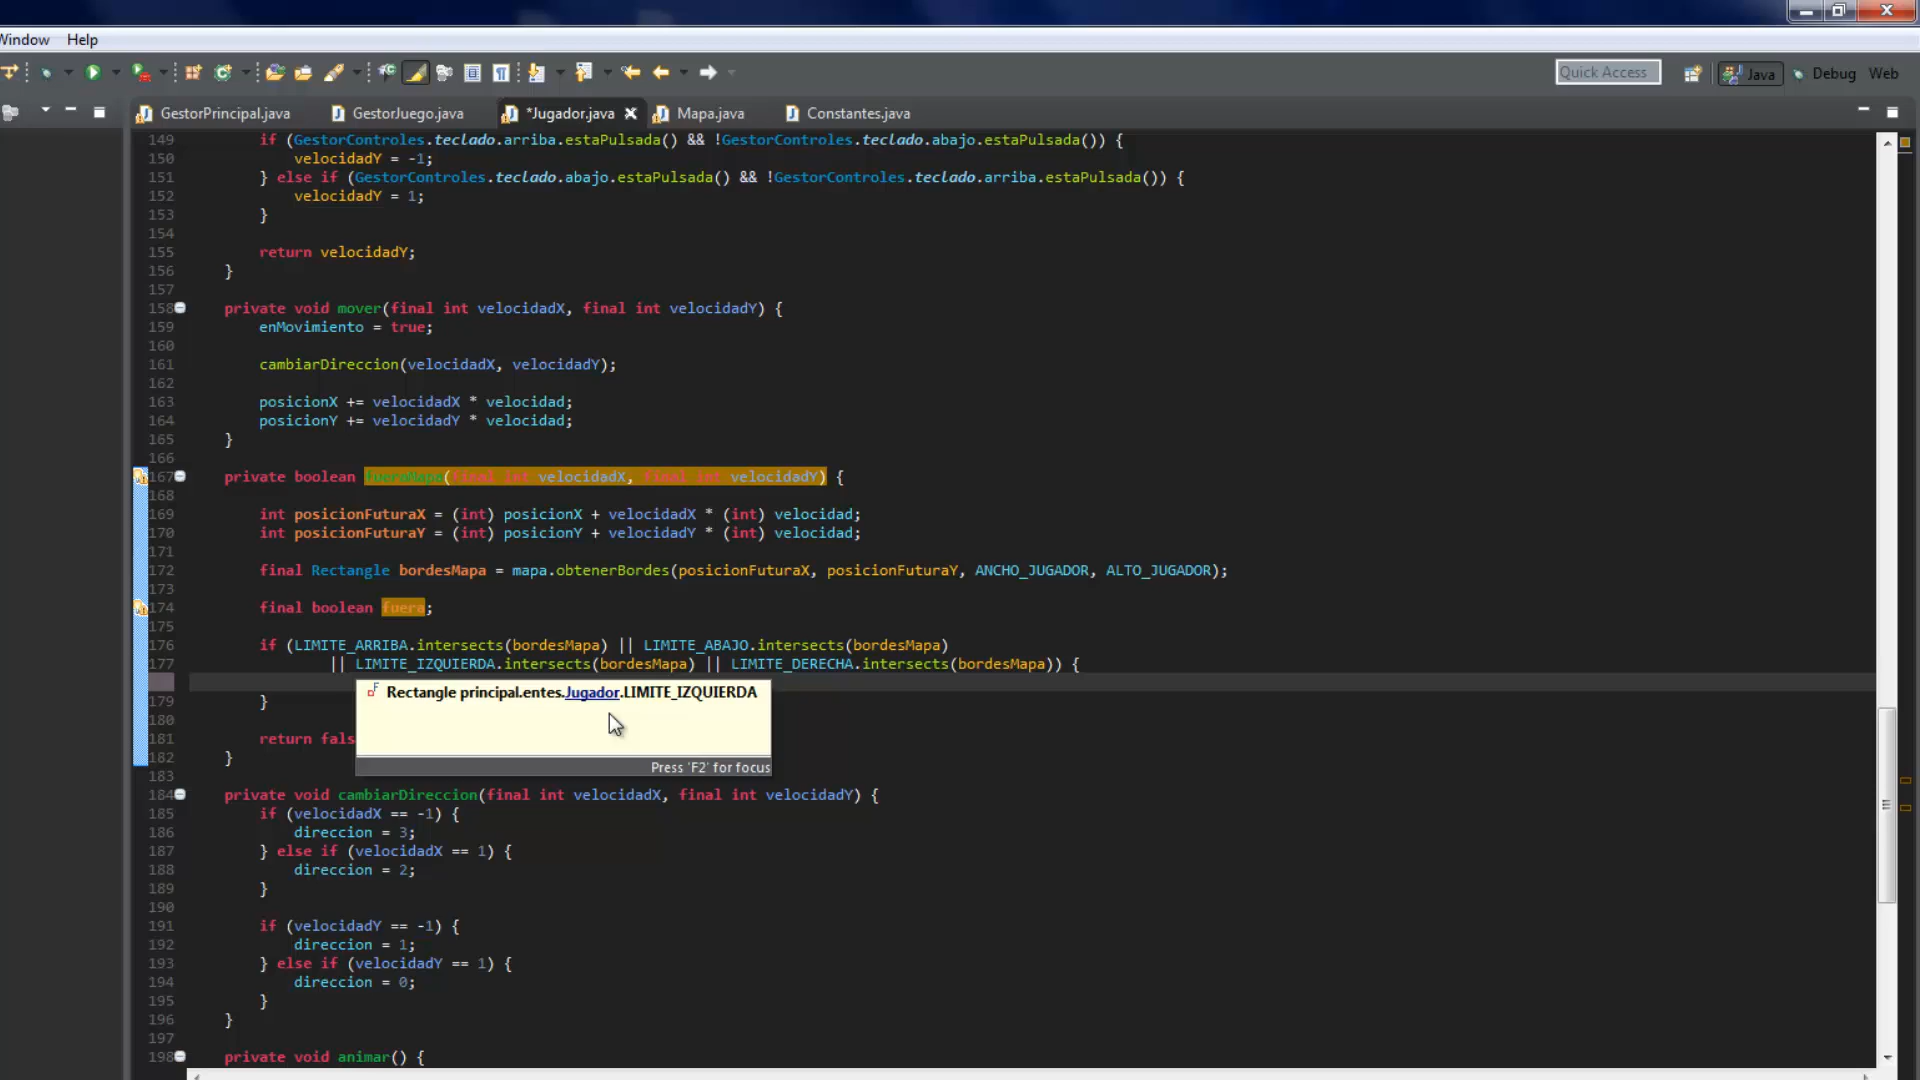 Window Help
Quick Access Java Debug Web
GestorPrincipal.java GestorJuego.java *Jugador.java Mapa.java Constantes.java
149 if (GestorControles.teclado.arriba.estaPulsada() && !GestorControles.teclado.abajo.estaPulsada()) {
150 velocidadY = -1;
151 } else if (GestorControles.teclado.abajo.estaPulsada() && !GestorControles.teclado.arriba.estaPulsada()) {
152 velocidadY = 1;
153 }
154
155 return velocidadY;
156 }
157
158 private void mover(final int velocidadX, final int velocidadY) {
159 enMovimiento = true;
160
161 cambiarDireccion(velocidadX, velocidadY);
162
163 posicionX += velocidadX * velocidad;
164 posicionY += velocidadY * velocidad;
165 }
166
167 private boolean fueraMapa(final int velocidadX, final int velocidadY) {
168
169 int posicionFuturaX = (int) posicionX + velocidadX * (int) velocidad;
170 int posicionFuturaY = (int) posicionY + velocidadY * (int) velocidad;
171
172 final Rectangle bordesMapa = mapa.obtenerBordes(posicionFuturaX, posicionFuturaY, ANCHO_JUGADOR, ALTO_JUGADOR);
173
174 final boolean fuera;
175
176 if (LIMITE_ARRIBA.intersects(bordesMapa) || LIMITE_ABAJO.intersects(bordesMapa)
177 || LIMITE_IZQUIERDA.intersects(bordesMapa) || LIMITE_DERECHA.intersects(bordesMapa)) {
Rectangle principal.entes.Jugador.LIMITE_IZQUIERDA
179 }
180
181 return fals
Press 'F2' for focus
182 }
183
184 private void cambiarDireccion(final int velocidadX, final int velocidadY) {
185 if (velocidadX == -1) {
186 direccion = 3;
187 } else if (velocidadX == 1) {
188 direccion = 2;
189 }
190
191 if (velocidadY == -1) {
192 direccion = 1;
193 } else if (velocidadY == 1) {
194 direccion = 0;
195 }
196 }
197
198 private void animar() {